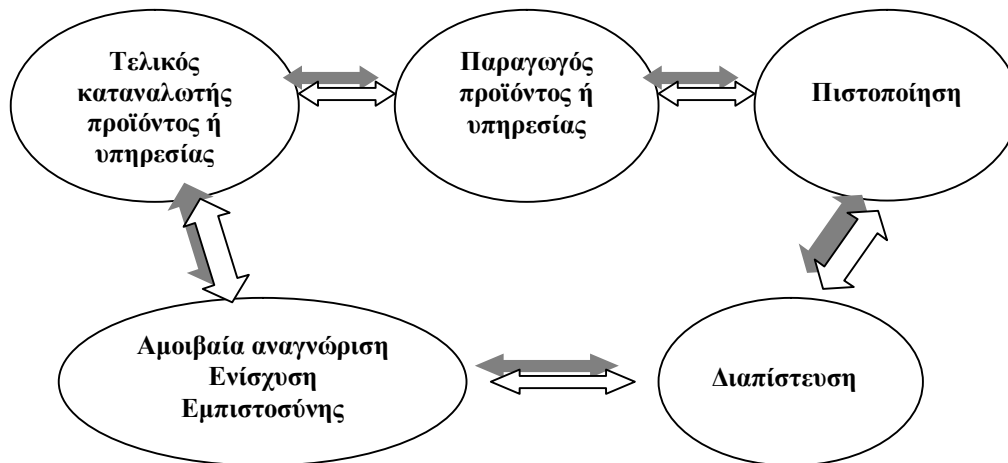 Τελικός
καταναλωτής
προϊόντος ή
υπηρεσίας
Παραγωγός
προϊόντος ή
υπηρεσίας
Πιστοποίηση
Αμοιβαία αναγνώριση
Ενίσχυση
Εμπιστοσύνης
Διαπίστευση